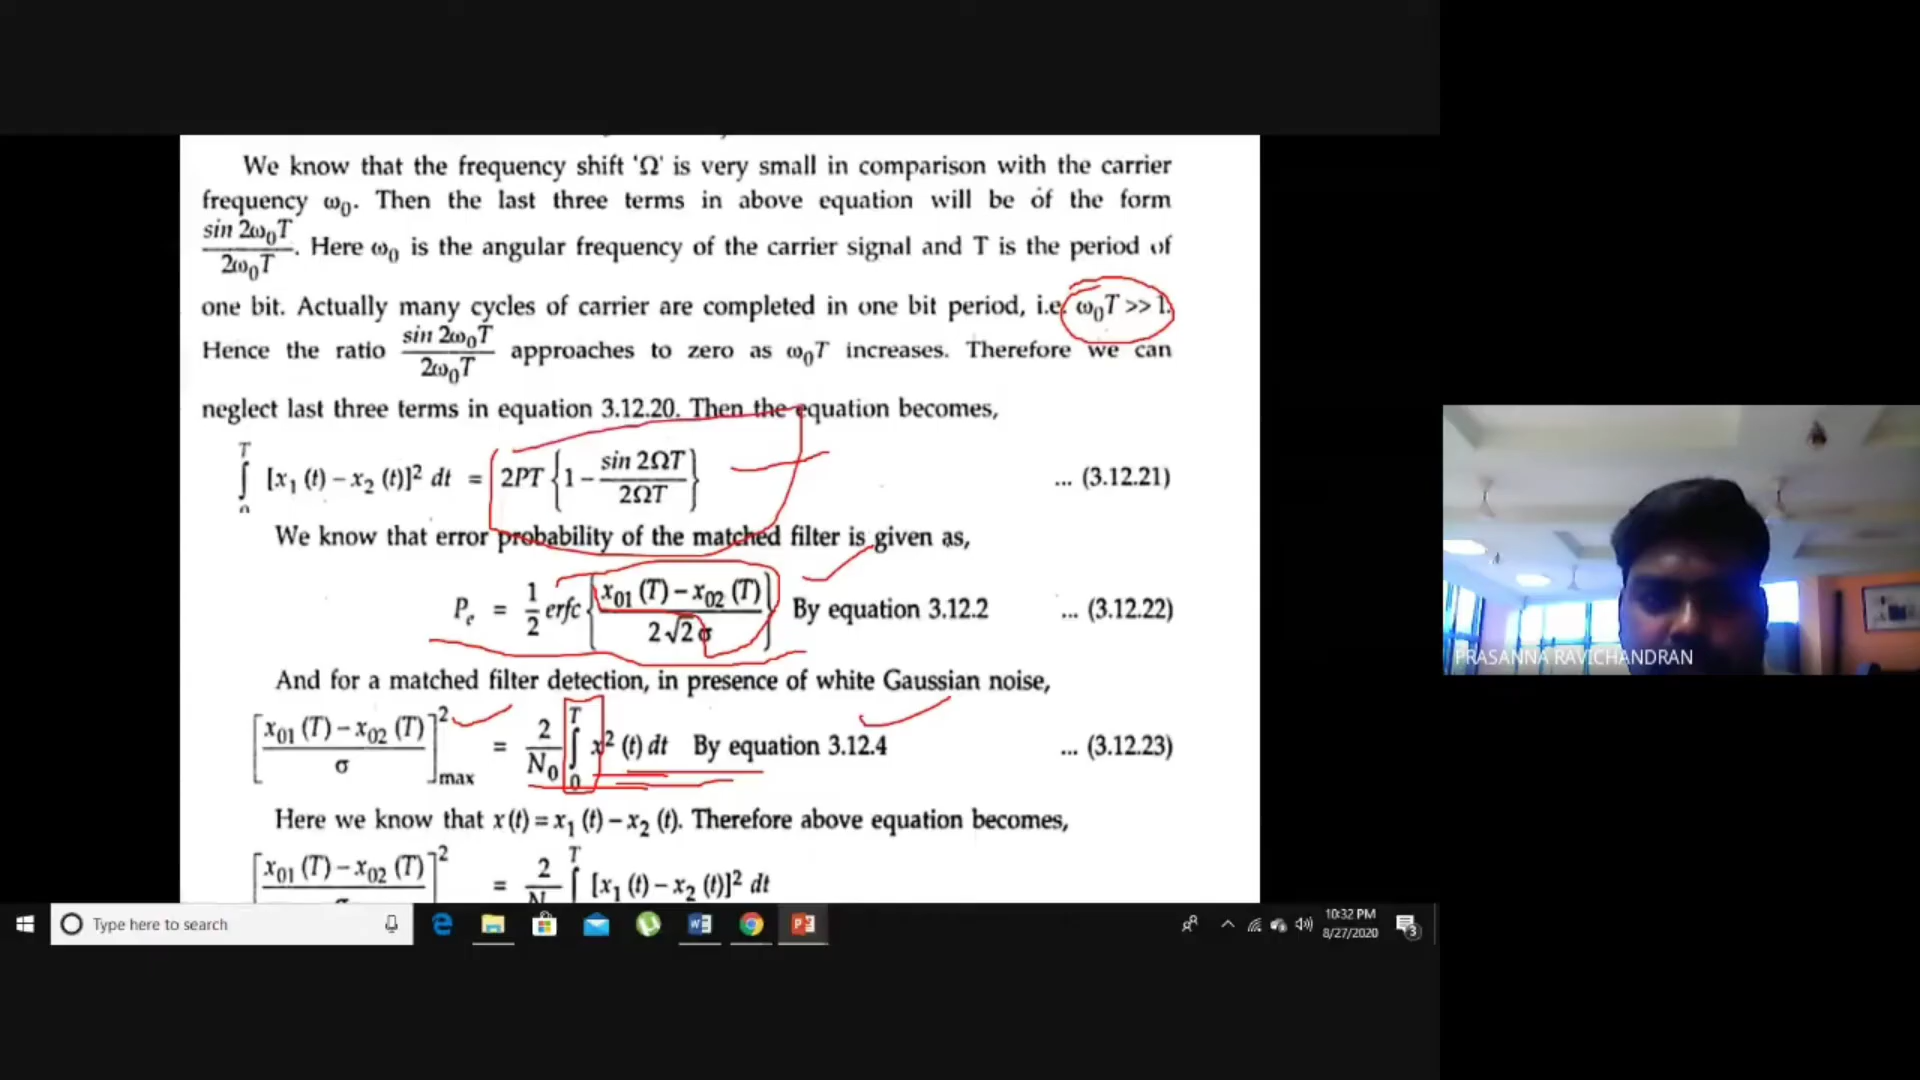 We know that the frequency shift 'Ω' is very small in comparison with the carrier
frequency ω₀. Then the last three terms in above equation will be of the form
sin 2ω₀T / 2ω₀T. Here ω₀ is the angular frequency of the carrier signal and T is the period of
one bit. Actually many cycles of carrier are completed in one bit period, i.e. ω₀T >> 1.
Hence the ratio sin 2ω₀T / 2ω₀T approaches to zero as ω₀T increases. Therefore we can
neglect last three terms in equation 3.12.20. Then the equation becomes,
∫₀ᵀ [x₁ (t) – x₂ (t)]² dt = 2PT {1 – sin 2ΩT / 2ΩT} ... (3.12.21)
We know that error probability of the matched filter is given as,
Pₑ = 1/2 erfc {x₀₁ (T) – x₀₂ (T) / 2√2 σ} By equation 3.12.2 ... (3.12.22)
And for a matched filter detection, in presence of white Gaussian noise,
[x₀₁ (T) – x₀₂ (T) / σ]²max = 2/N₀ ∫₀ᵀ x² (t) dt By equation 3.12.4 ... (3.12.23)
Here we know that x (t) = x₁ (t) – x₂ (t). Therefore above equation becomes,
[x₀₁ (T) – x₀₂ (T)]² = 2 ∫ᵀ [x₁ (t) – x₂ (t)]² dt
PRASANNA RAVICHANDRAN
Type here to search
10:32 PM
8/27/2020
3